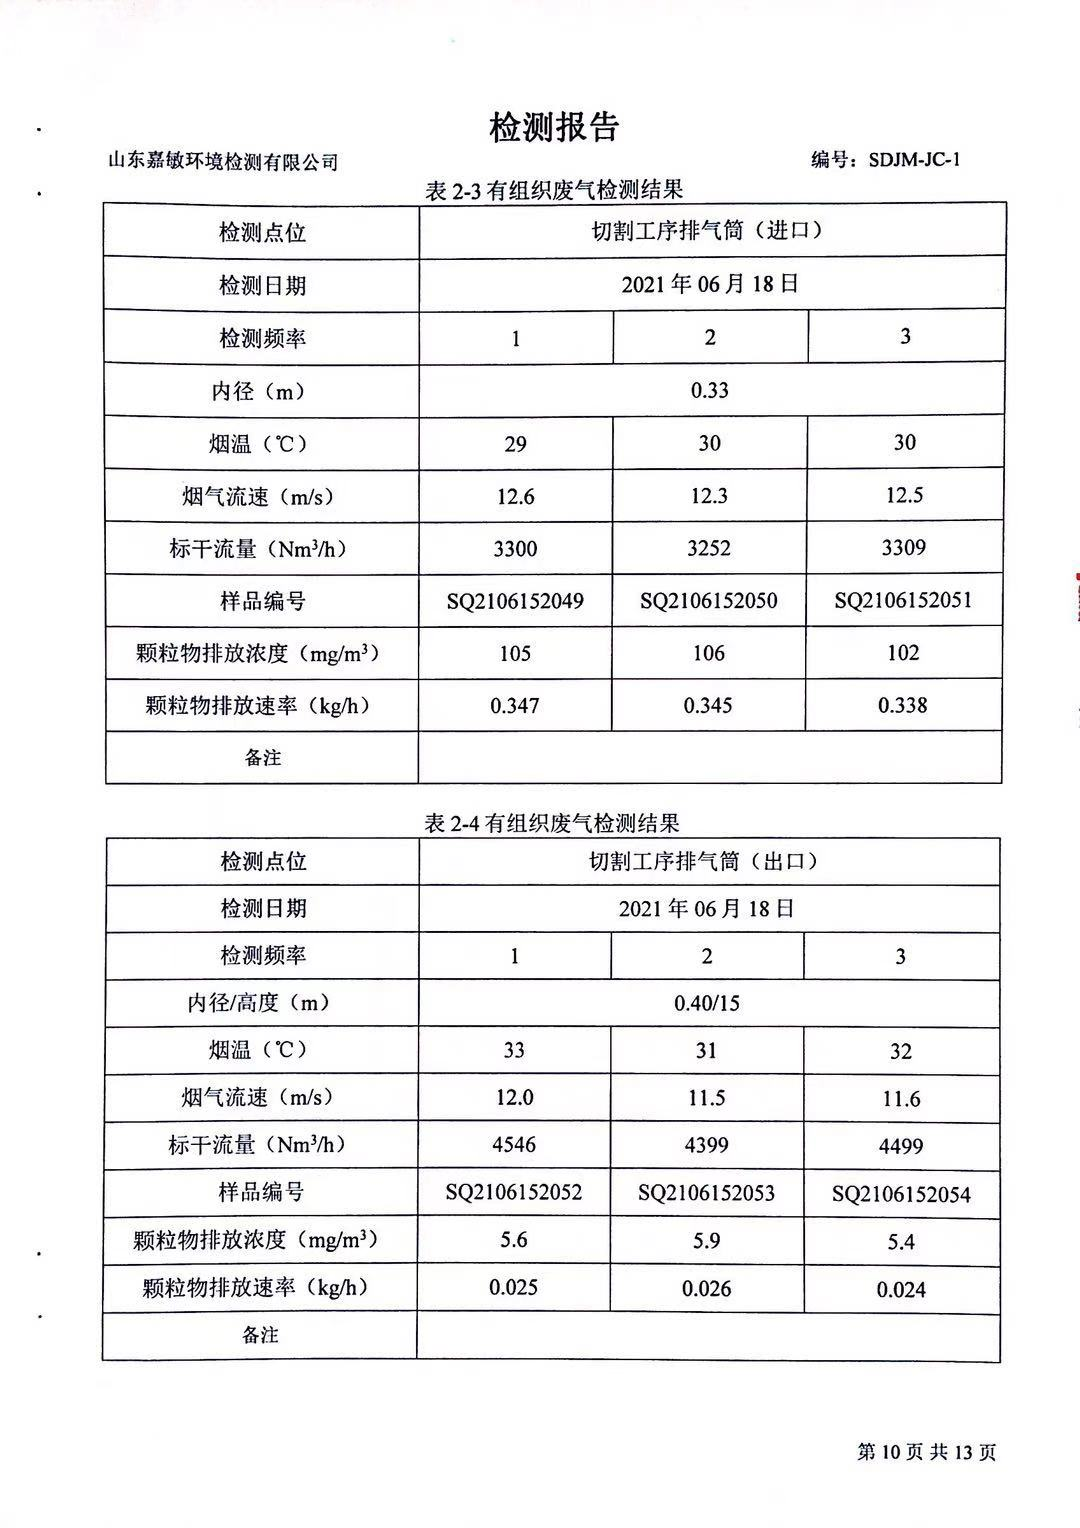 检测报告
山东嘉敏环境检测有限公司 编号：SDJM-JC-1
表 2-3 有组织废气检测结果
检测点位 切割工序排气筒（进口）
检测日期 2021 年 06 月 18 日
检测频率 1 2 3
内径（m） 0.33
烟温（℃） 29 30 30
烟气流速（m/s） 12.6 12.3 12.5
标干流量（Nm³/h） 3300 3252 3309
样品编号 SQ2106152049 SQ2106152050 SQ2106152051
颗粒物排放浓度（mg/m³） 105 106 102
颗粒物排放速率（kg/h） 0.347 0.345 0.338
备注
表 2-4 有组织废气检测结果
检测点位 切割工序排气筒（出口）
检测日期 2021 年 06 月 18 日
检测频率 1 2 3
内径/高度（m） 0.40/15
烟温（℃） 33 31 32
烟气流速（m/s） 12.0 11.5 11.6
标干流量（Nm³/h） 4546 4399 4499
样品编号 SQ2106152052 SQ2106152053 SQ2106152054
颗粒物排放浓度（mg/m³） 5.6 5.9 5.4
颗粒物排放速率（kg/h） 0.025 0.026 0.024
备注
第 10 页 共 13 页